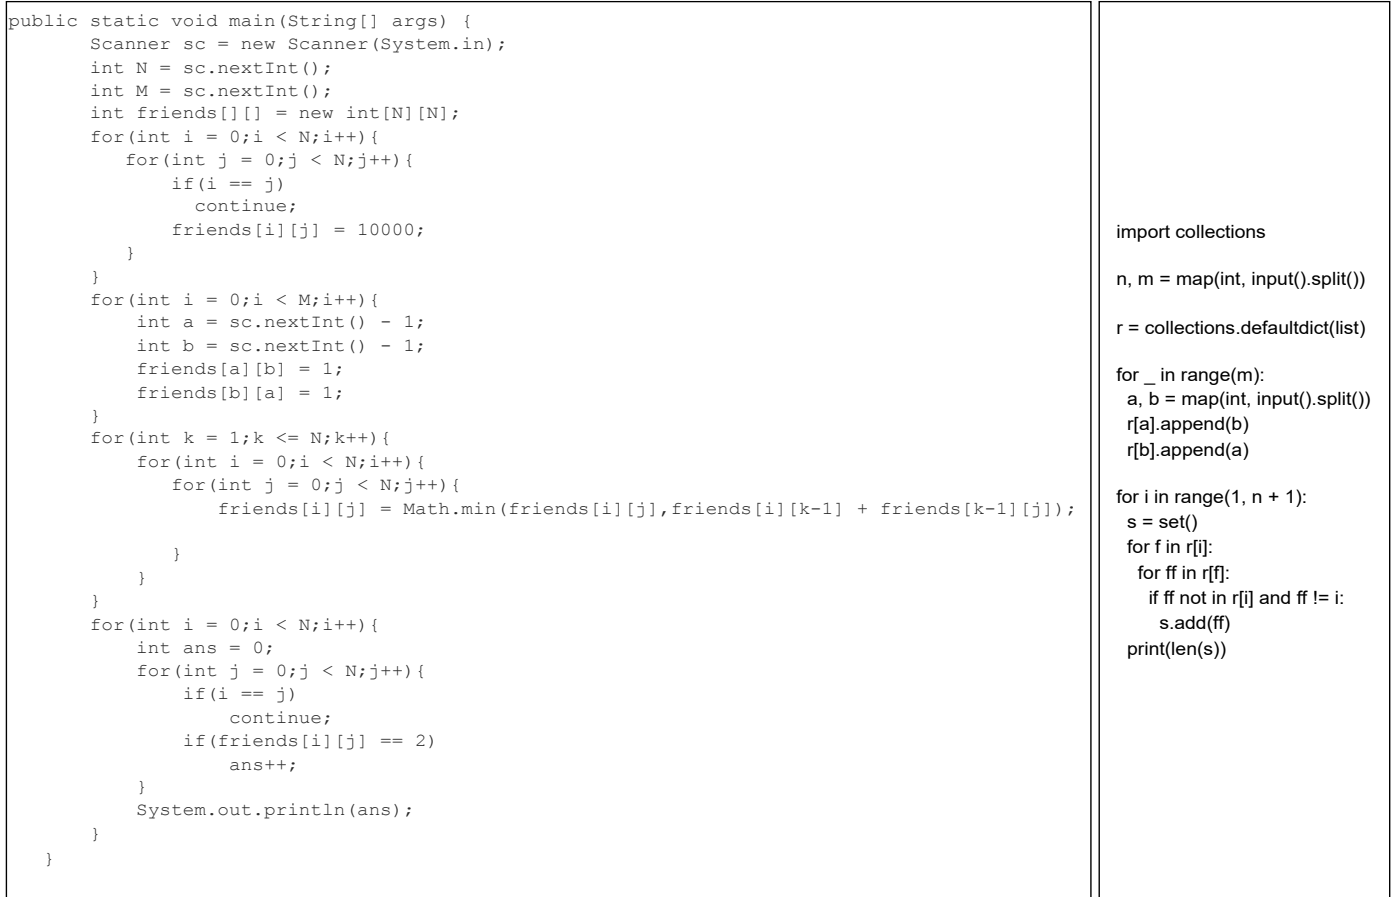 public static void main(String[] args) {
        Scanner sc = new Scanner(System.in);
        int N = sc.nextInt();
        int M = sc.nextInt();
        int friends[][] = new int[N][N];
        for(int i = 0;i < N;i++){
           for(int j = 0;j < N;j++){
               if(i == j)
                 continue;
               friends[i][j] = 10000;
           }
        }
        for(int i = 0;i < M;i++){
            int a = sc.nextInt() - 1;
            int b = sc.nextInt() - 1;
            friends[a][b] = 1;
            friends[b][a] = 1;
        }
        for(int k = 1;k <= N;k++){
            for(int i = 0;i < N;i++){
               for(int j = 0;j < N;j++){
                   friends[i][j] = Math.min(friends[i][j],friends[i][k-1] + friends[k-1][j]);
               }
            }
        }
        for(int i = 0;i < N;i++){
            int ans = 0;
            for(int j = 0;j < N;j++){
                if(i == j)
                    continue;
                if(friends[i][j] == 2)
                    ans++;
            }
            System.out.println(ans);
        }
    }
import collections
n, m = map(int, input().split())
r = collections.defaultdict(list)
for _ in range(m):
  a, b = map(int, input().split())
  r[a].append(b)
  r[b].append(a)
for i in range(1, n + 1):
  s = set()
  for f in r[i]:
    for ff in r[f]:
      if ff not in r[i] and ff != i:
        s.add(ff)
  print(len(s))